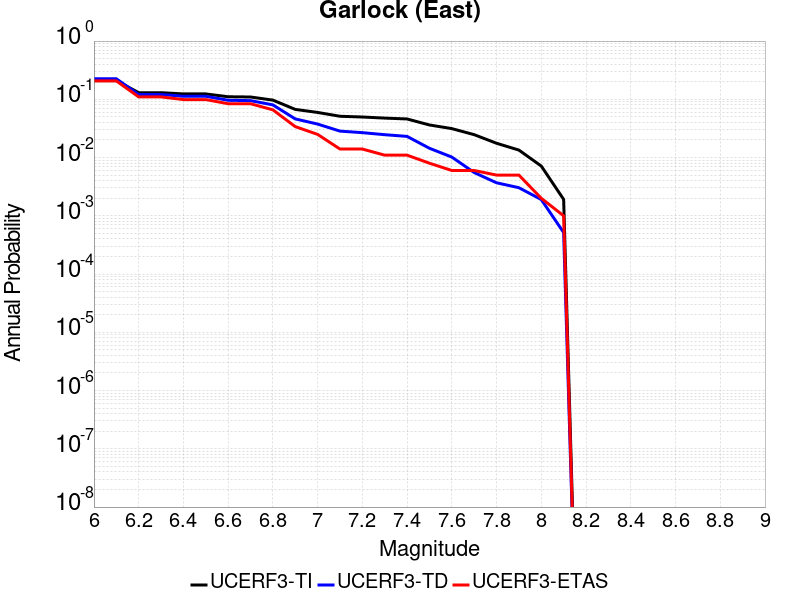 Garlock (East)
10^0
10^-1
10^-2
10^-3
10^-4
10^-5
10^-6
10^-7
10^-8
Annual Probability
6 6.2 6.4 6.6 6.8 7 7.2 7.4 7.6 7.8 8 8.2 8.4 8.6 8.8 9
Magnitude
UCERF3-TI UCERF3-TD UCERF3-ETAS